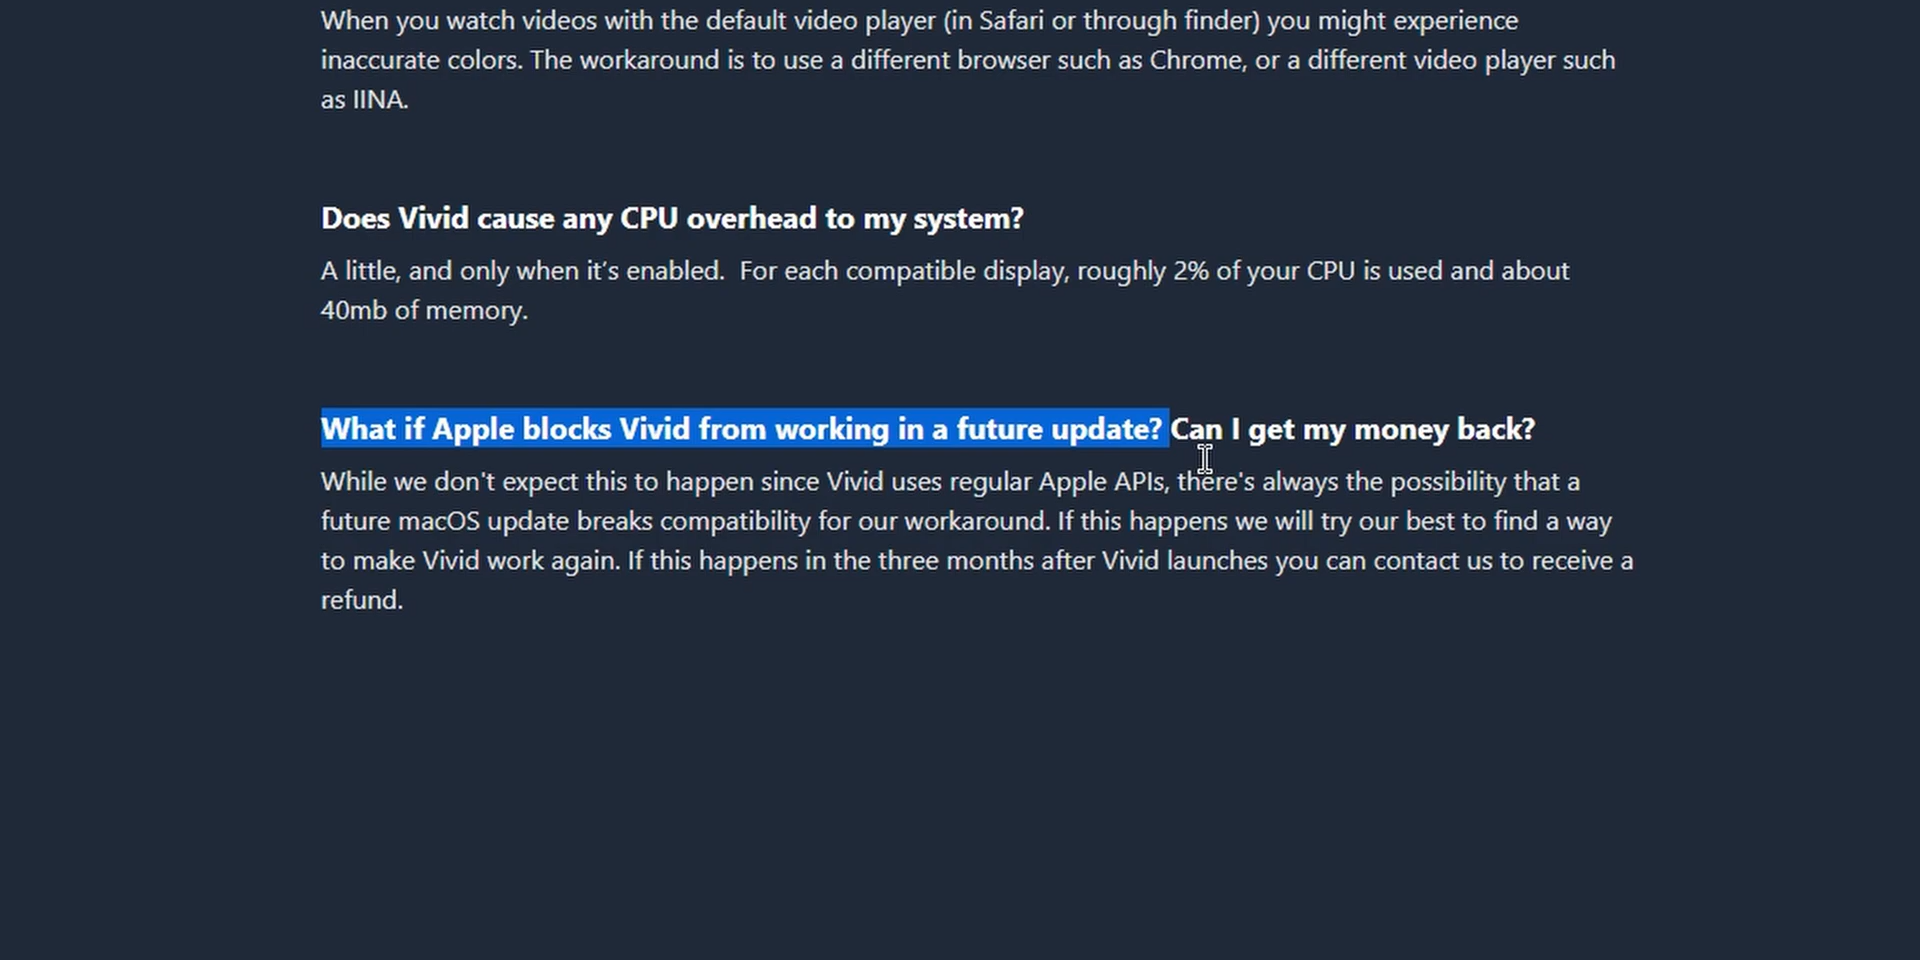 When you watch videos with the default video player (in Safari or through finder) you might experience
inaccurate colors. The workaround is to use a different browser such as Chrome, or a different video player such
as IINA.
Does Vivid cause any CPU overhead to my system?
A little, and only when it’s enabled.  For each compatible display, roughly 2% of your CPU is used and about
40mb of memory.
What if Apple blocks Vivid from working in a future update? Can I get my money back?
While we don't expect this to happen since Vivid uses regular Apple APIs, there's always the possibility that a
future macOS update breaks compatibility for our workaround. If this happens we will try our best to find a way
to make Vivid work again. If this happens in the three months after Vivid launches you can contact us to receive a
refund.